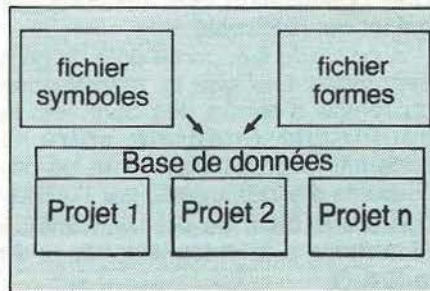 fichier
symboles
fichier
formes
Base de données
Projet 1
Projet 2
Projet n